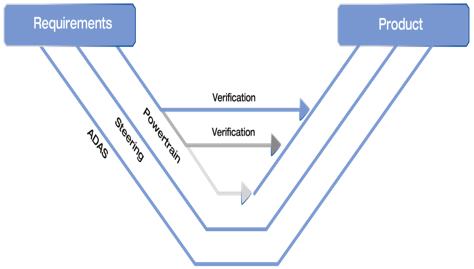 Requirements
Product
Verification
Verification
Powertrain
Steering
ADAS